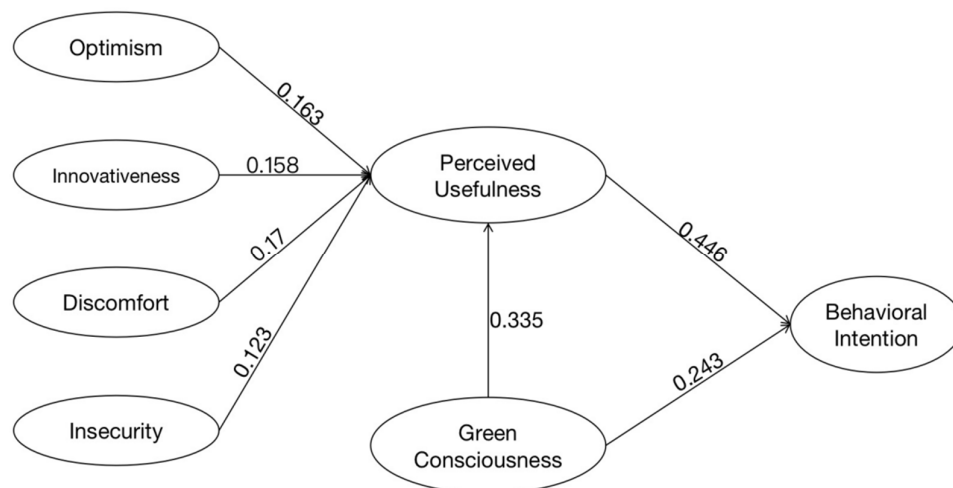 Optimism
0.163
Innovativeness
0.158
Perceived
Usefulness
0.17
Discomfort
0.446
Behavioral
Intention
0.335
0.123
0.243
Insecurity
Green
Consciousness